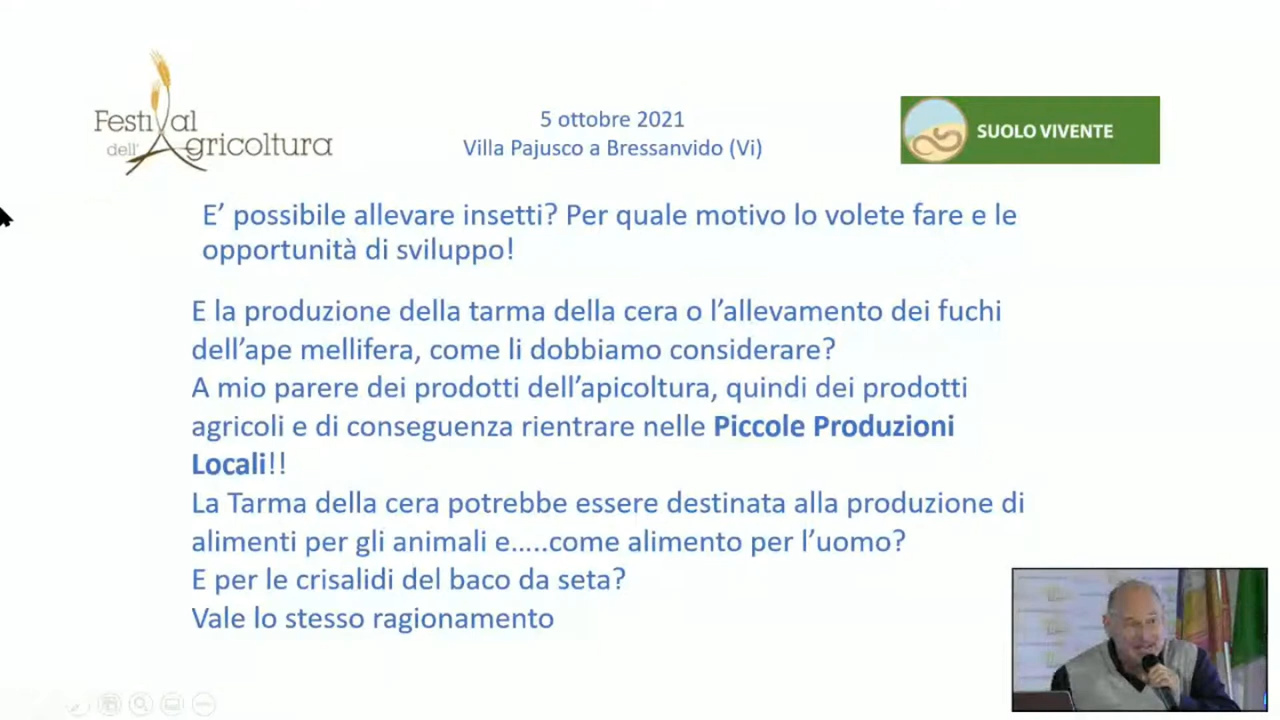 Festival
dell'Agricoltura
5 ottobre 2021
Villa Pajusco a Bressanvido (Vi)
SUOLO VIVENTE
E’ possibile allevare insetti? Per quale motivo lo volete fare e le
opportunità di sviluppo!
E la produzione della tarma della cera o l’allevamento dei fuchi
dell’ape mellifera, come li dobbiamo considerare?
A mio parere dei prodotti dell’apicoltura, quindi dei prodotti
agricoli e di conseguenza rientrare nelle Piccole Produzioni
Locali!!
La Tarma della cera potrebbe essere destinata alla produzione di
alimenti per gli animali e…..come alimento per l’uomo?
E per le crisalidi del baco da seta?
Vale lo stesso ragionamento